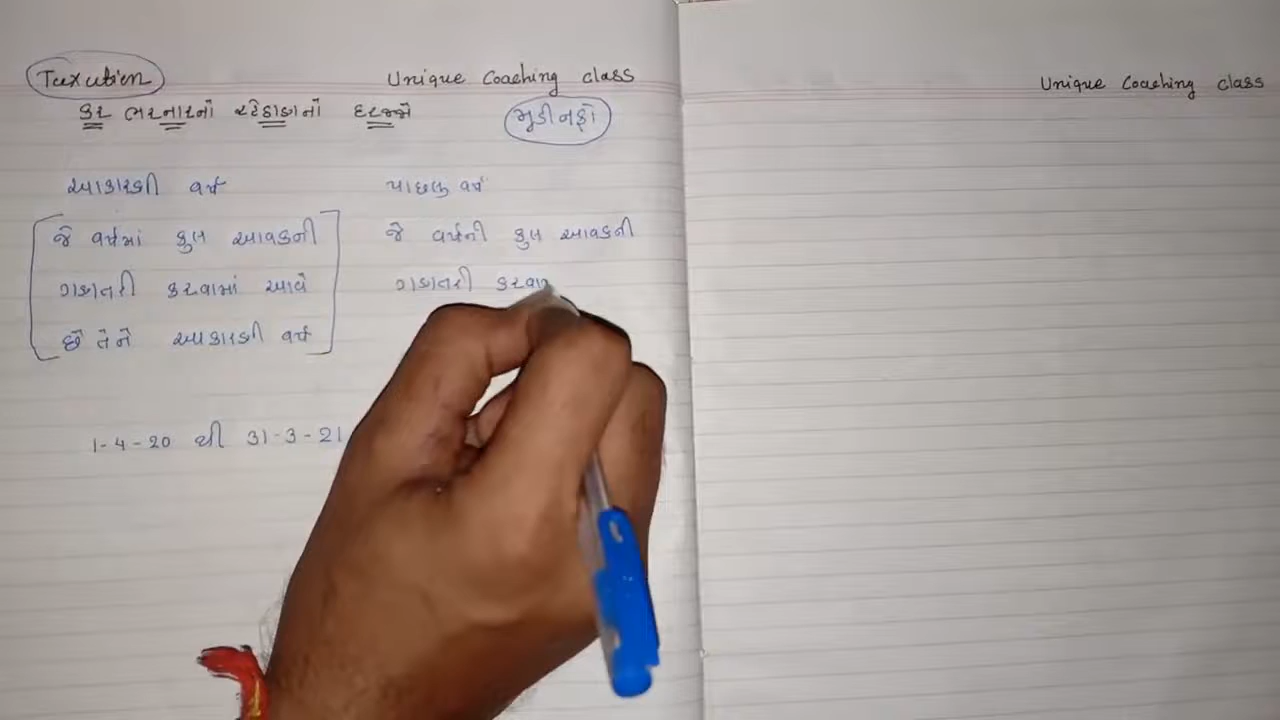 Taxution
Unique Coaching class
કર ભરનારનો રહેઠાણનો દરજ્જો
મૂડીનફો
આકારણી વર્ષ
જે વર્ષમાં કુલ આવકની
ગણતરી કરવામાં આવે
છે તેને આકારણી વર્ષ
1-4-20 થી 31-3-21
પાછલુ વર્ષ
જે વર્ષની કુલ આવકની
ગણતરી કરવા
Unique Coaching class